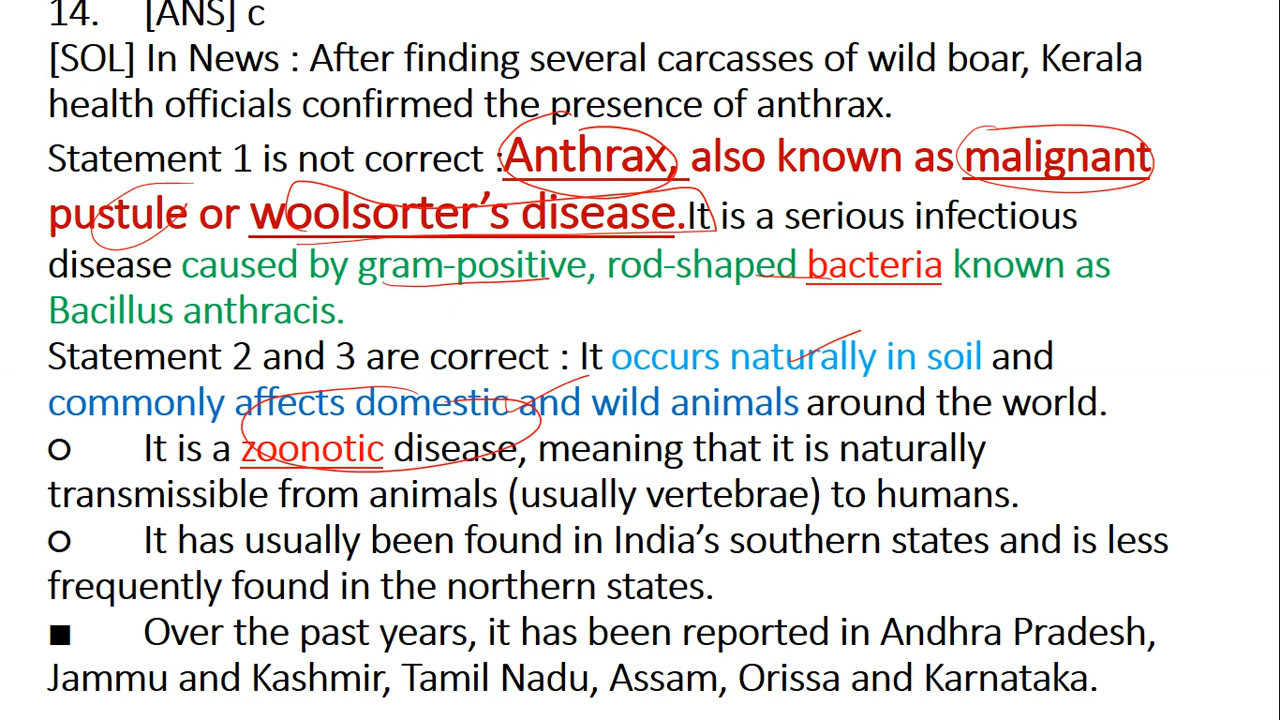 14. [ANS] c
[SOL] In News : After finding several carcasses of wild boar, Kerala
health officials confirmed the presence of anthrax.
Statement 1 is not correct :Anthrax, also known as malignant
pustule or woolsorter’s disease.It is a serious infectious
disease caused by gram-positive, rod-shaped bacteria known as
Bacillus anthracis.
Statement 2 and 3 are correct : It occurs naturally in soil and
commonly affects domestic and wild animals around the world.
○ It is a zoonotic disease, meaning that it is naturally
transmissible from animals (usually vertebrae) to humans.
○ It has usually been found in India’s southern states and is less
frequently found in the northern states.
■ Over the past years, it has been reported in Andhra Pradesh,
Jammu and Kashmir, Tamil Nadu, Assam, Orissa and Karnataka.